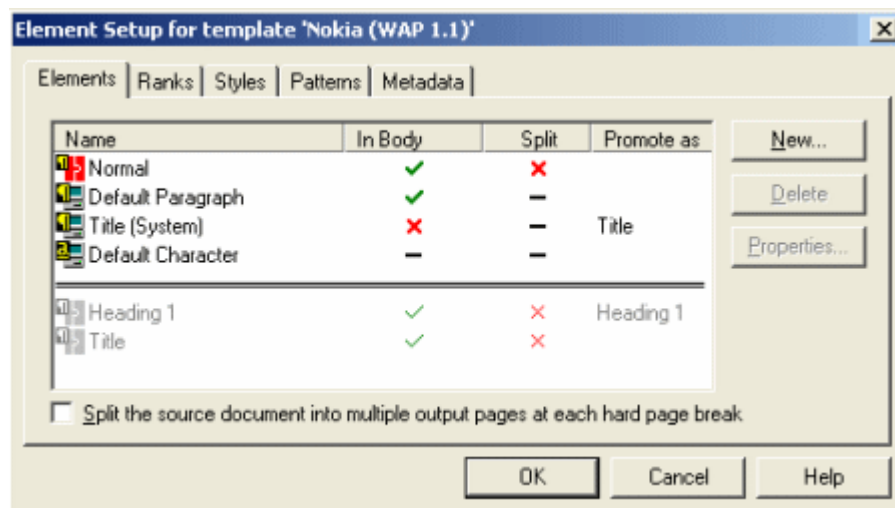 Element Setup for template 'Nokia (WAP 1.1)'
Elements Ranks Styles Patterns Metadata
Name In Body Split Promote as
New...
Normal
Default Paragraph
Delete
Title (System) Title
Properties...
Default Character
Heading 1 Heading 1
Title
Split the source document into multiple output pages at each hard page break
OK Cancel Help